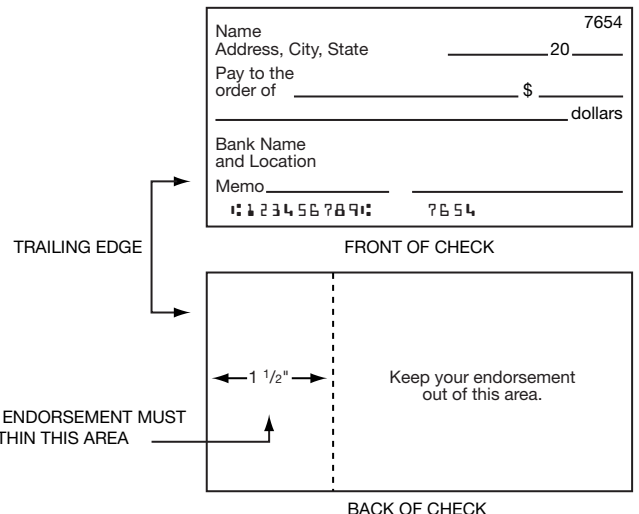 7654
Name
Address, City, State 20
Pay to the
order of $
dollars
Bank Name
and Location
Memo
⑆123456789⑆ 7654
TRAILING EDGE
FRONT OF CHECK
1 1/2"
Keep your endorsement
out of this area.
ENDORSEMENT MUST
THIN THIS AREA
BACK OF CHECK